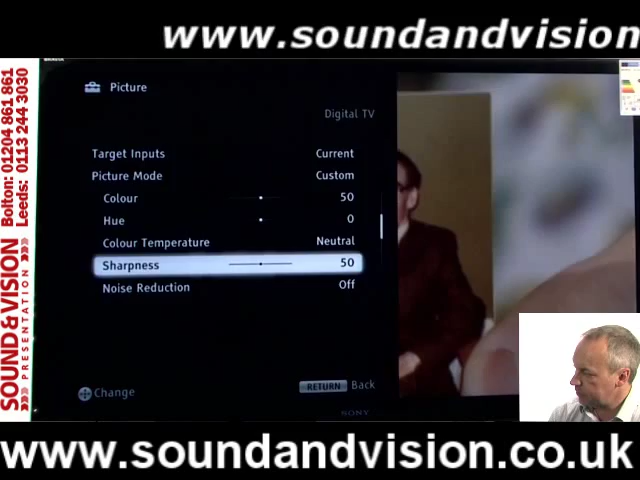 www.soundandvision
Picture
Digital TV
Target Inputs Current
Picture Mode Custom
Colour 50
Hue 0
Colour Temperature Neutral
Sharpness 50
Noise Reduction Off
Change
RETURN Back
SONY
Bolton: 01204 861 861
Leeds: 0113 244 3030
SOUND & VISION
PRESENTATION
www.soundandvision.co.uk